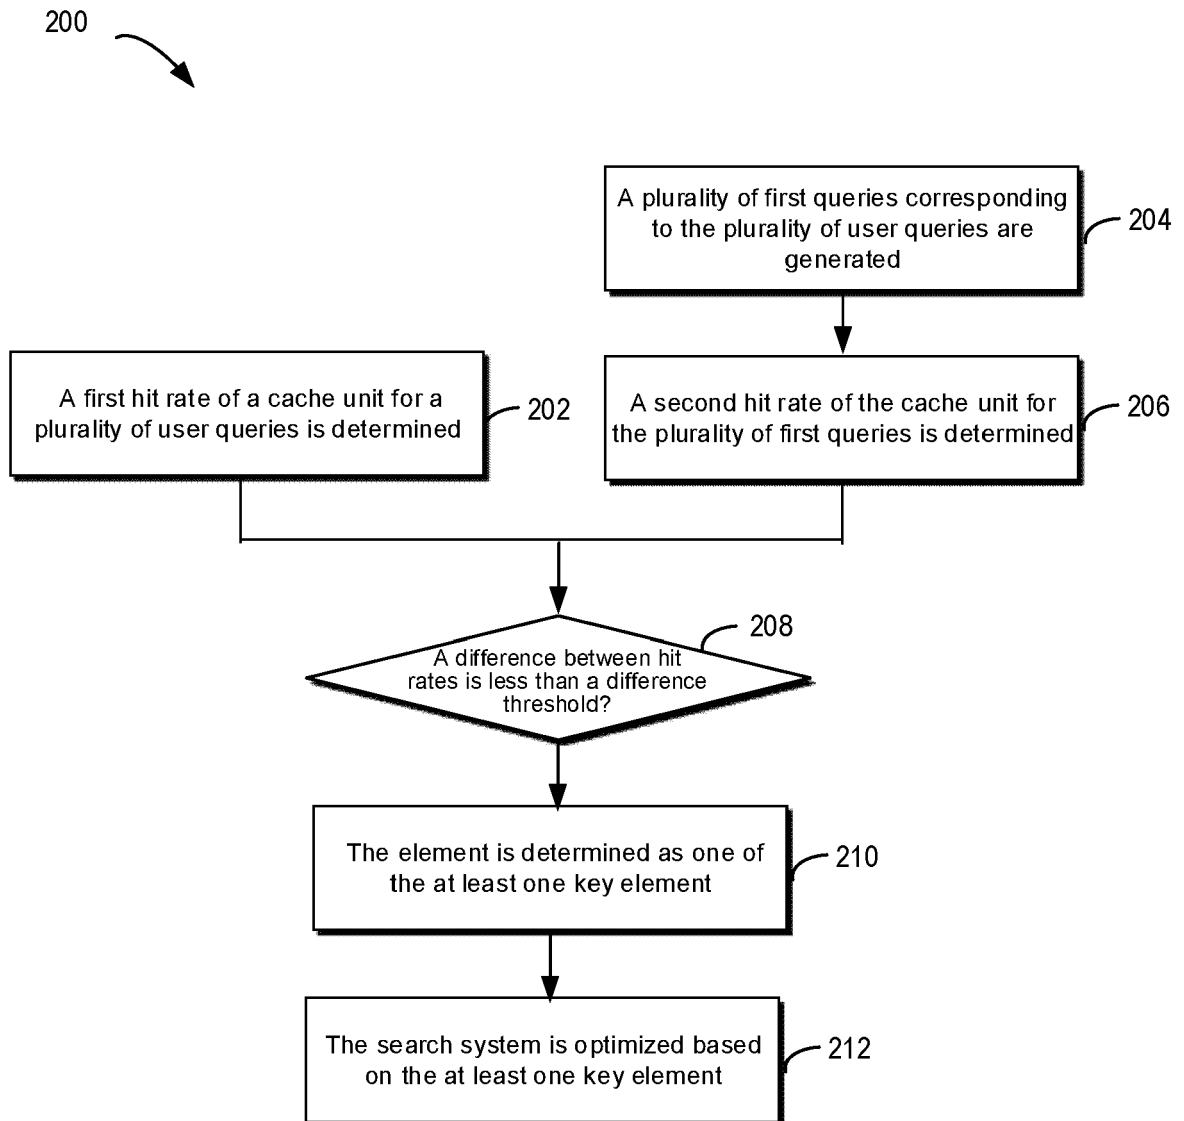 200
A plurality of first queries corresponding
to the plurality of user queries are
generated
204
A first hit rate of a cache unit for a
plurality of user queries is determined
202
A second hit rate of the cache unit for
the plurality of first queries is determined
206
208
A difference between hit
rates is less than a difference
threshold?
The element is determined as one of
the at least one key element
210
The search system is optimized based
on the at least one key element
212